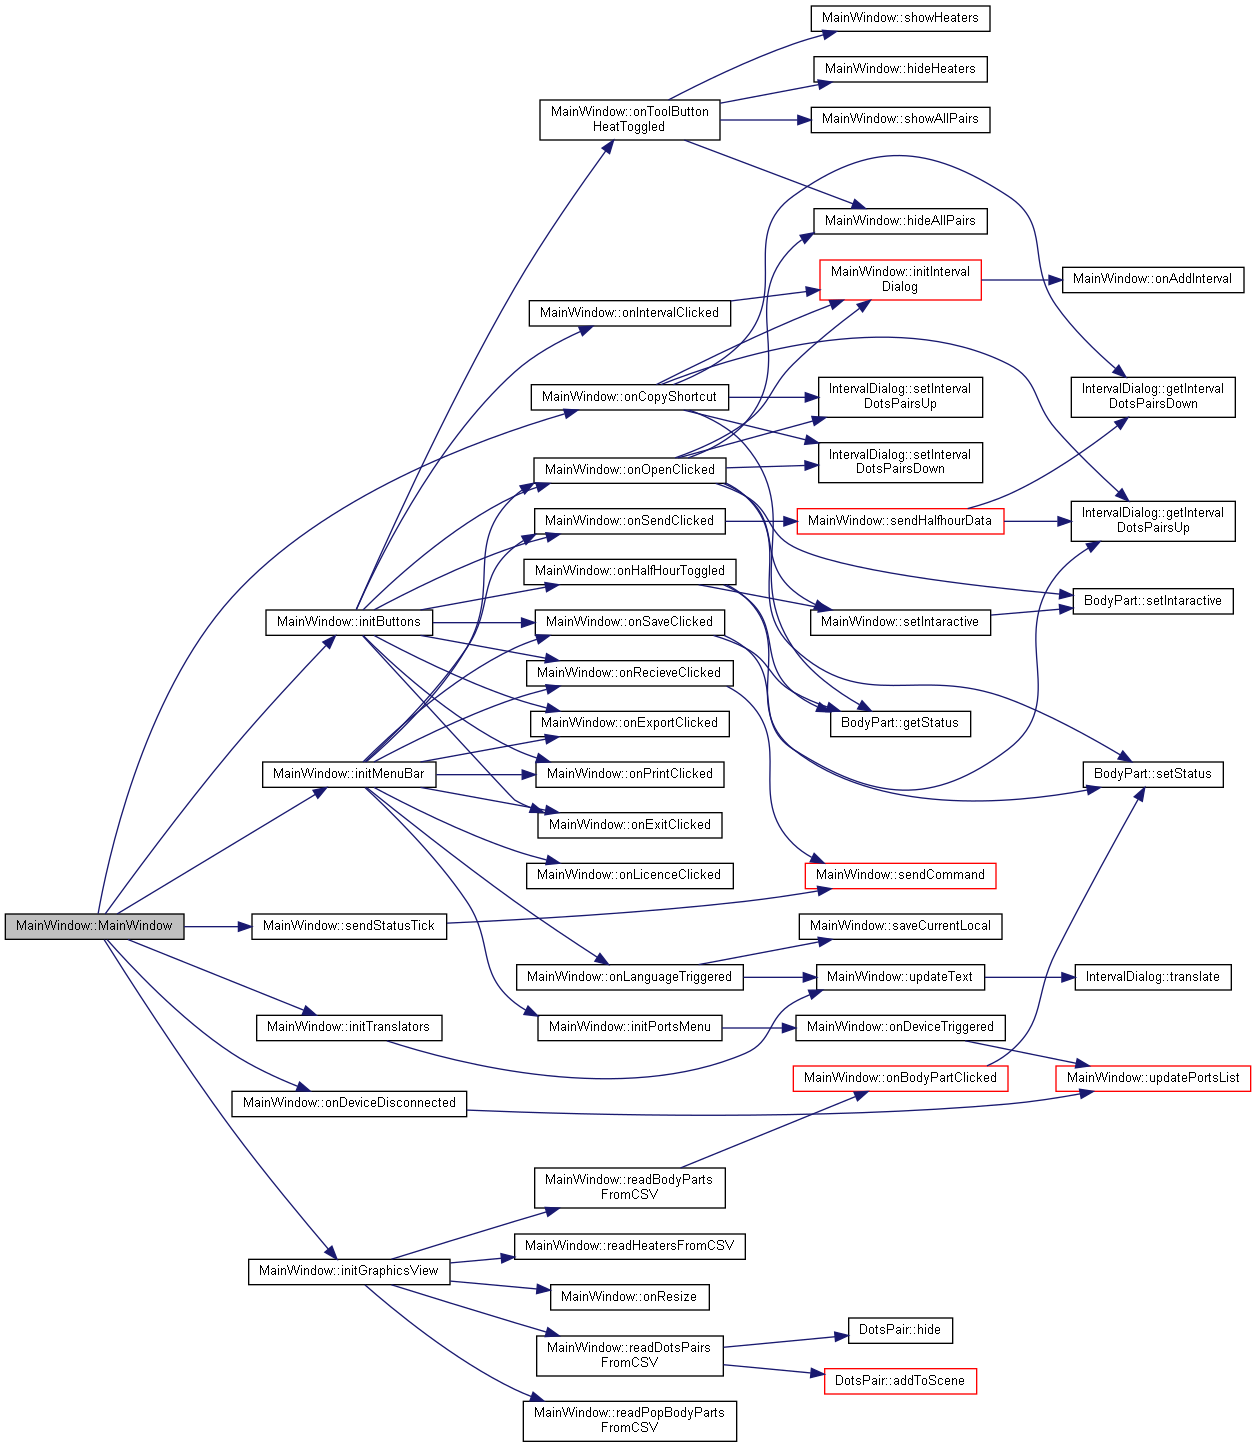 MainWindow::showHeaters
MainWindow::hideHeaters
MainWindow::onToolButton
HeatToggled
MainWindow::showAllPairs
MainWindow::hideAllPairs
MainWindow::initInterval
Dialog
MainWindow::onAddInterval
MainWindow::onIntervalClicked
MainWindow::onCopyShortcut
IntervalDialog::setInterval
DotsPairsUp
IntervalDialog::getInterval
DotsPairsDown
IntervalDialog::setInterval
DotsPairsDown
MainWindow::onOpenClicked
MainWindow::onSendClicked
MainWindow::sendHalfhourData
IntervalDialog::getInterval
DotsPairsUp
MainWindow::onHalfHourToggled
BodyPart::setIntaractive
MainWindow::initButtons
MainWindow::onSaveClicked
MainWindow::setIntaractive
MainWindow::onRecieveClicked
MainWindow::onExportClicked
BodyPart::getStatus
MainWindow::initMenuBar
MainWindow::onPrintClicked
BodyPart::setStatus
MainWindow::onExitClicked
MainWindow::onLicenceClicked
MainWindow::sendCommand
MainWindow::MainWindow
MainWindow::sendStatusTick
MainWindow::saveCurrentLocal
MainWindow::onLanguageTriggered
MainWindow::updateText
IntervalDialog::translate
MainWindow::initTranslators
MainWindow::initPortsMenu
MainWindow::onDeviceTriggered
MainWindow::onBodyPartClicked
MainWindow::updatePortsList
MainWindow::onDeviceDisconnected
MainWindow::readBodyParts
FromCSV
MainWindow::readHeatersFromCSV
MainWindow::initGraphicsView
MainWindow::onResize
DotsPair::hide
MainWindow::readDotsPairs
FromCSV
DotsPair::addToScene
MainWindow::readPopBodyParts
FromCSV